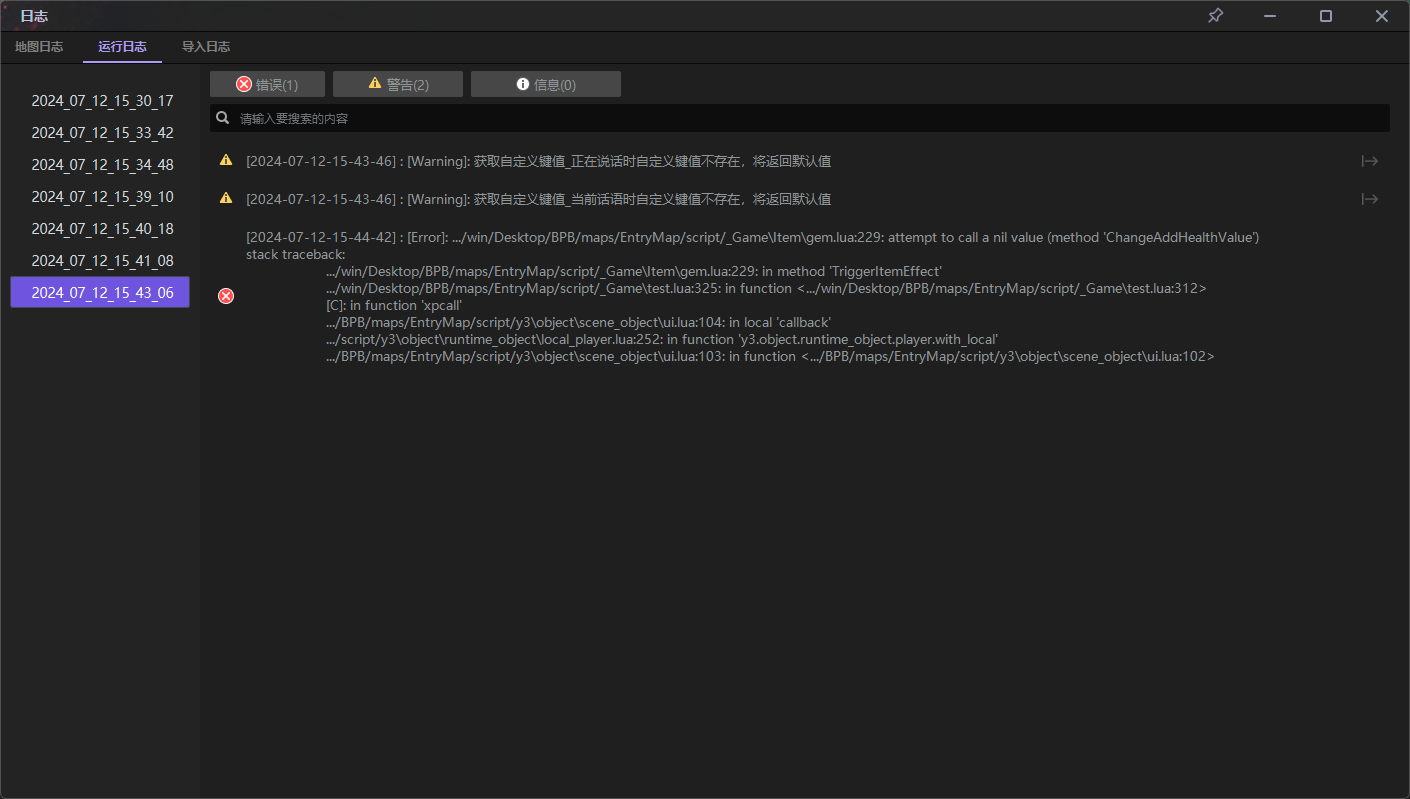 日志
地图日志
运行日志
导入日志
2024_07_12_15_30_17
2024_07_12_15_33_42
2024_07_12_15_34_48
2024_07_12_15_39_10
2024_07_12_15_40_18
2024_07_12_15_41_08
2024_07_12_15_43_06
错误(1)
警告(2)
信息(0)
请输入要搜索的内容
[2024-07-12-15-43-46] : [Warning]: 获取自定义键值_正在说话时自定义键值不存在，将返回默认值
[2024-07-12-15-43-46] : [Warning]: 获取自定义键值_当前话语时自定义键值不存在，将返回默认值
[2024-07-12-15-44-42] : [Error]: .../win/Desktop/BPB/maps/EntryMap/script/_Game\Item\gem.lua:229: attempt to call a nil value (method 'ChangeAddHealthValue')
stack traceback:
.../win/Desktop/BPB/maps/EntryMap/script/_Game\Item\gem.lua:229: in method 'TriggerItemEffect'
.../win/Desktop/BPB/maps/EntryMap/script/_Game\test.lua:325: in function <.../win/Desktop/BPB/maps/EntryMap/script/_Game\test.lua:312>
[C]: in function 'xpcall'
.../BPB/maps/EntryMap/script/y3\object\scene_object\ui.lua:104: in local 'callback'
.../script/y3\object\runtime_object\local_player.lua:252: in function 'y3.object.runtime_object.player.with_local'
.../BPB/maps/EntryMap/script/y3\object\scene_object\ui.lua:103: in function <.../BPB/maps/EntryMap/script/y3\object\scene_object\ui.lua:102>